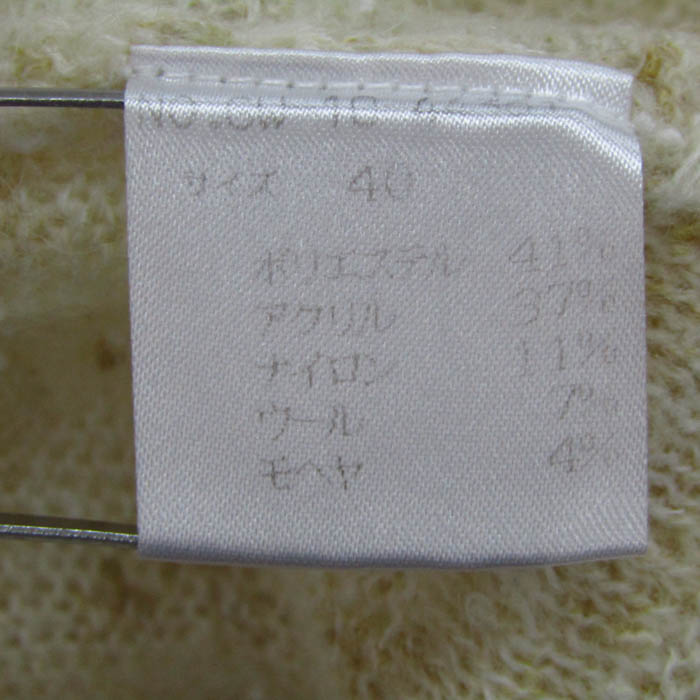 サイズ 40
ポリエステル 41%
アクリル 37%
ナイロン 11%
ウール 7%
モヘヤ 4%